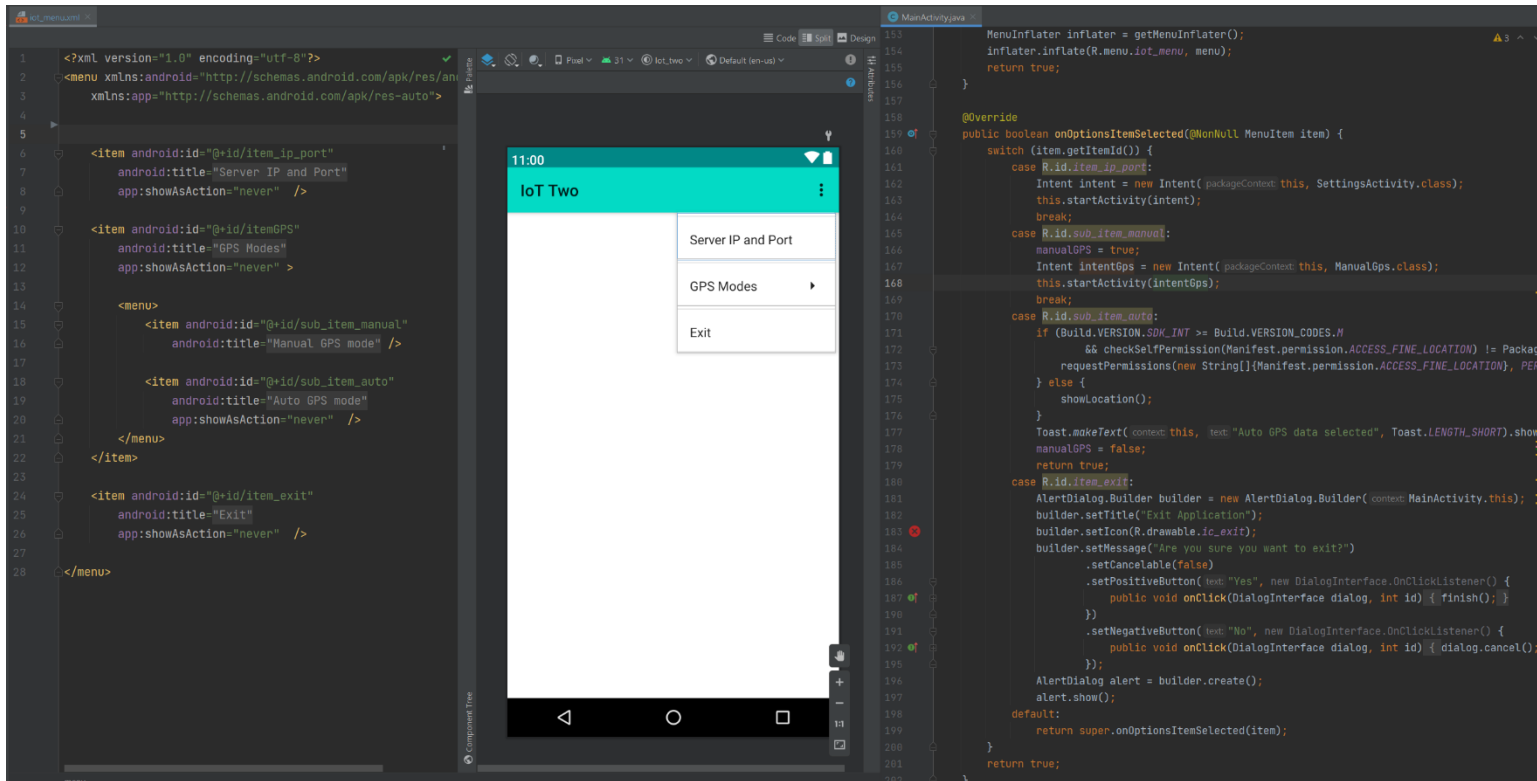 iot_menu.xml
Code Split Design
1 <?xml version="1.0" encoding="utf-8"?>
2 <menu xmlns:android="http://schemas.android.com/apk/res/an
3 xmlns:app="http://schemas.android.com/apk/res-auto">
4
5
6 <item android:id="@+id/item_ip_port"
7 android:title="Server IP and Port"
8 app:showAsAction="never" />
9
10 <item android:id="@+id/itemGPS"
11 android:title="GPS Modes"
12 app:showAsAction="never" >
13
14 <menu>
15 <item android:id="@+id/sub_item_manual"
16 android:title="Manual GPS mode" />
17
18 <item android:id="@+id/sub_item_auto"
19 android:title="Auto GPS mode"
20 app:showAsAction="never" />
21 </menu>
22 </item>
23
24 <item android:id="@+id/item_exit"
25 android:title="Exit"
26 app:showAsAction="never" />
27
28 </menu>
Palette
Component Tree
Pixel 31 Iot_two Default (en-us)
Attributes
11:00
IoT Two
Server IP and Port
GPS Modes
Exit
1:1
MainActivity.java
3
153 MenuInflater inflater = getMenuInflater();
154 inflater.inflate(R.menu.iot_menu, menu);
155 return true;
156 }
157
158 @Override
159 public boolean onOptionsItemSelected(@NonNull MenuItem item) {
160 switch (item.getItemId()) {
161 case R.id.item_ip_port:
162 Intent intent = new Intent( packageContext: this, SettingsActivity.class);
163 this.startActivity(intent);
164 break;
165 case R.id.sub_item_manual:
166 manualGPS = true;
167 Intent intentGps = new Intent( packageContext: this, ManualGps.class);
168 this.startActivity(intentGps);
169 break;
170 case R.id.sub_item_auto:
171 if (Build.VERSION.SDK_INT >= Build.VERSION_CODES.M
172 && checkSelfPermission(Manifest.permission.ACCESS_FINE_LOCATION) != Packag
173 requestPermissions(new String[]{Manifest.permission.ACCESS_FINE_LOCATION}, PER
174 } else {
175 showLocation();
176 }
177 Toast.makeText( context: this, text: "Auto GPS data selected", Toast.LENGTH_SHORT).show
178 manualGPS = false;
179 return true;
180 case R.id.item_exit:
181 AlertDialog.Builder builder = new AlertDialog.Builder( context: MainActivity.this);
182 builder.setTitle("Exit Application");
183 builder.setIcon(R.drawable.ic_exit);
184 builder.setMessage("Are you sure you want to exit?")
185 .setCancelable(false)
186 .setPositiveButton( text: "Yes", new DialogInterface.OnClickListener() {
187 public void onClick(DialogInterface dialog, int id) { finish(); }
190 })
191 .setNegativeButton( text: "No", new DialogInterface.OnClickListener() {
192 public void onClick(DialogInterface dialog, int id) { dialog.cancel();
195 });
196 AlertDialog alert = builder.create();
197 alert.show();
198 default:
199 return super.onOptionsItemSelected(item);
200 }
201 return true;
202 }